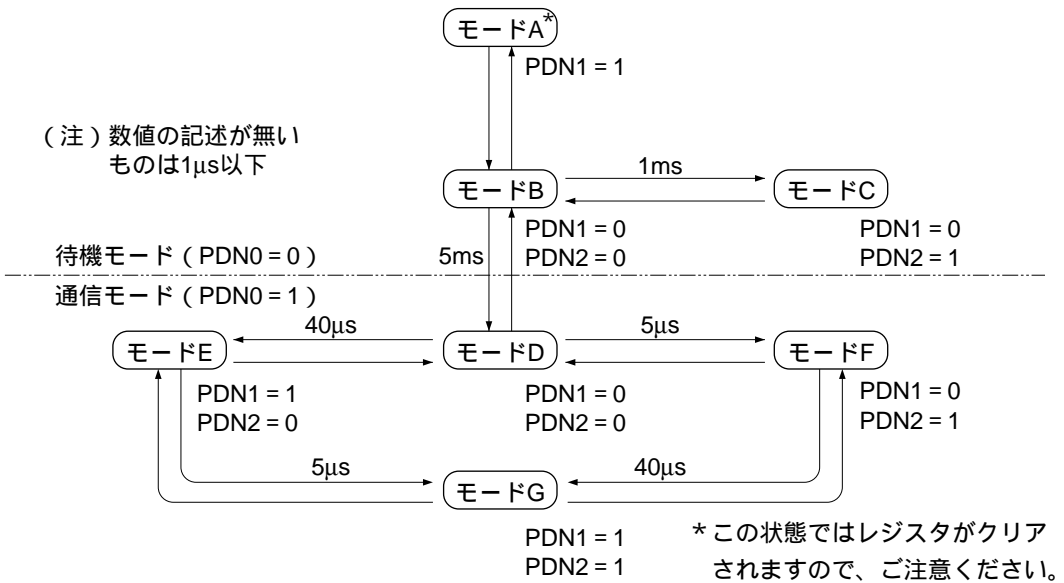 モードA*
PDN1 = 1
(注)数値の記述が無い
ものは1μs以下
モードB
1ms
モードC
PDN1 = 0
PDN2 = 0
PDN1 = 0
PDN2 = 1
待機モード(PDN0 = 0)
5ms
通信モード(PDN0 = 1)
モードE
40μs
モードD
5μs
モードF
PDN1 = 1
PDN2 = 0
PDN1 = 0
PDN2 = 0
PDN1 = 0
PDN2 = 1
5μs
モードG
40μs
PDN1 = 1
PDN2 = 1
*この状態ではレジスタがクリア
されますので、ご注意ください。